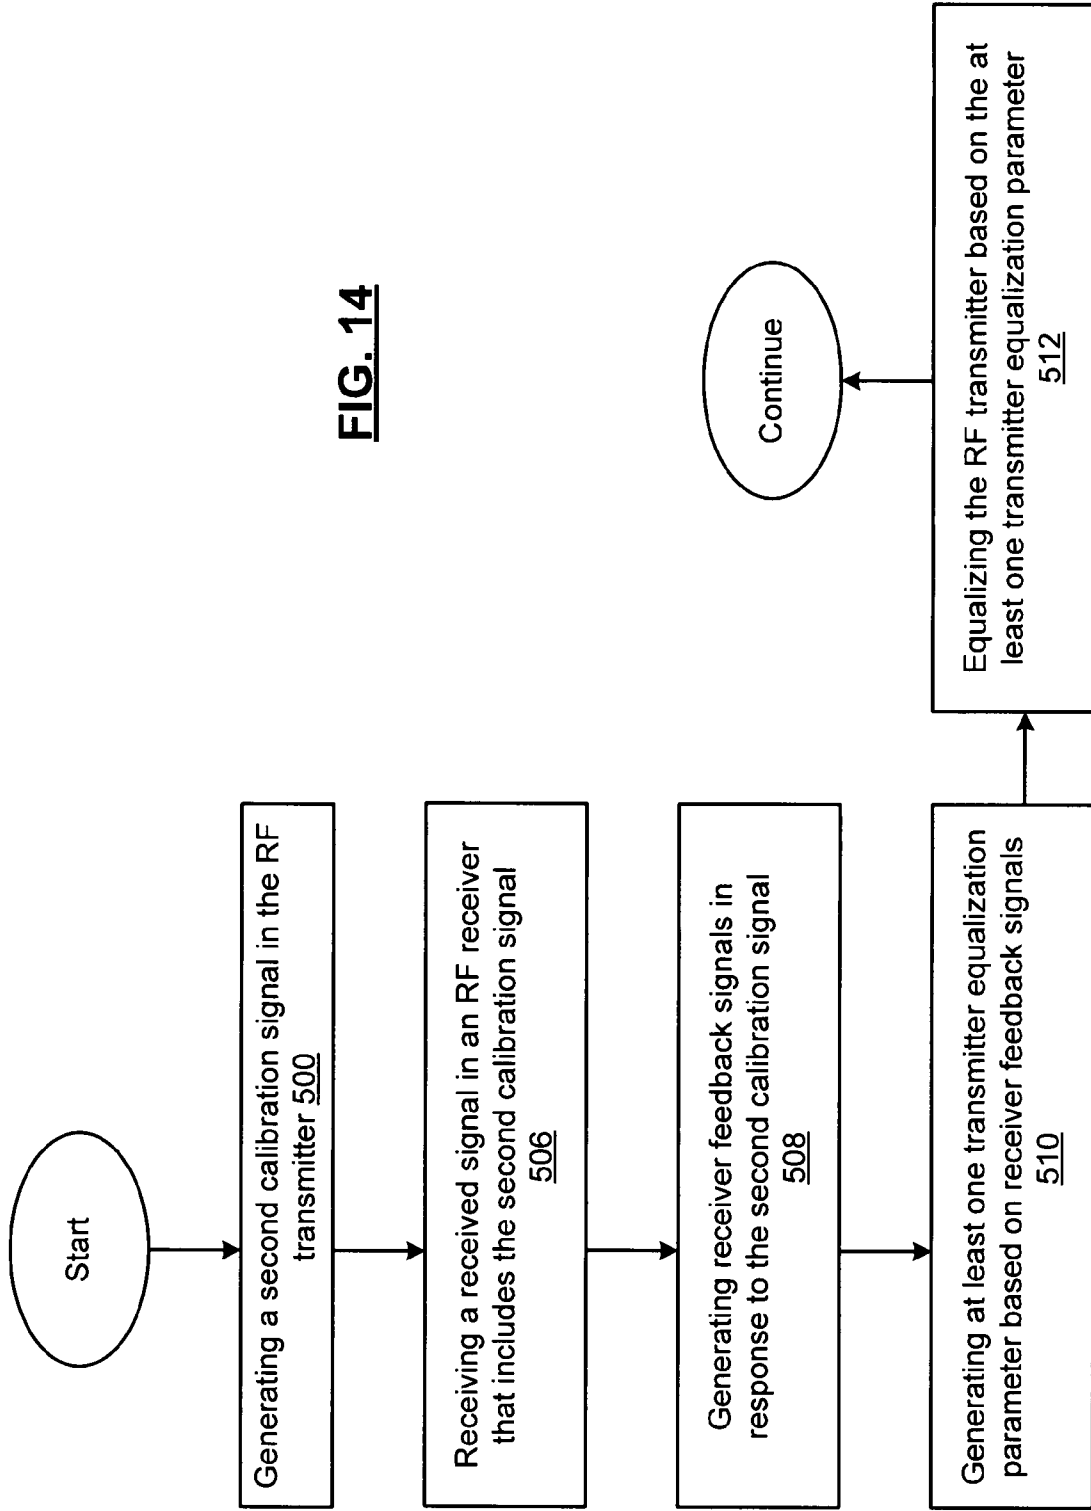 Start
Generating a second calibration signal in the RF
transmitter 500
Receiving a received signal in an RF receiver
that includes the second calibration signal
506
Generating receiver feedback signals in
response to the second calibration signal
508
Generating at least one transmitter equalization
parameter based on receiver feedback signals
510
Equalizing the RF transmitter based on the at
least one transmitter equalization parameter
512
Continue
FIG. 14